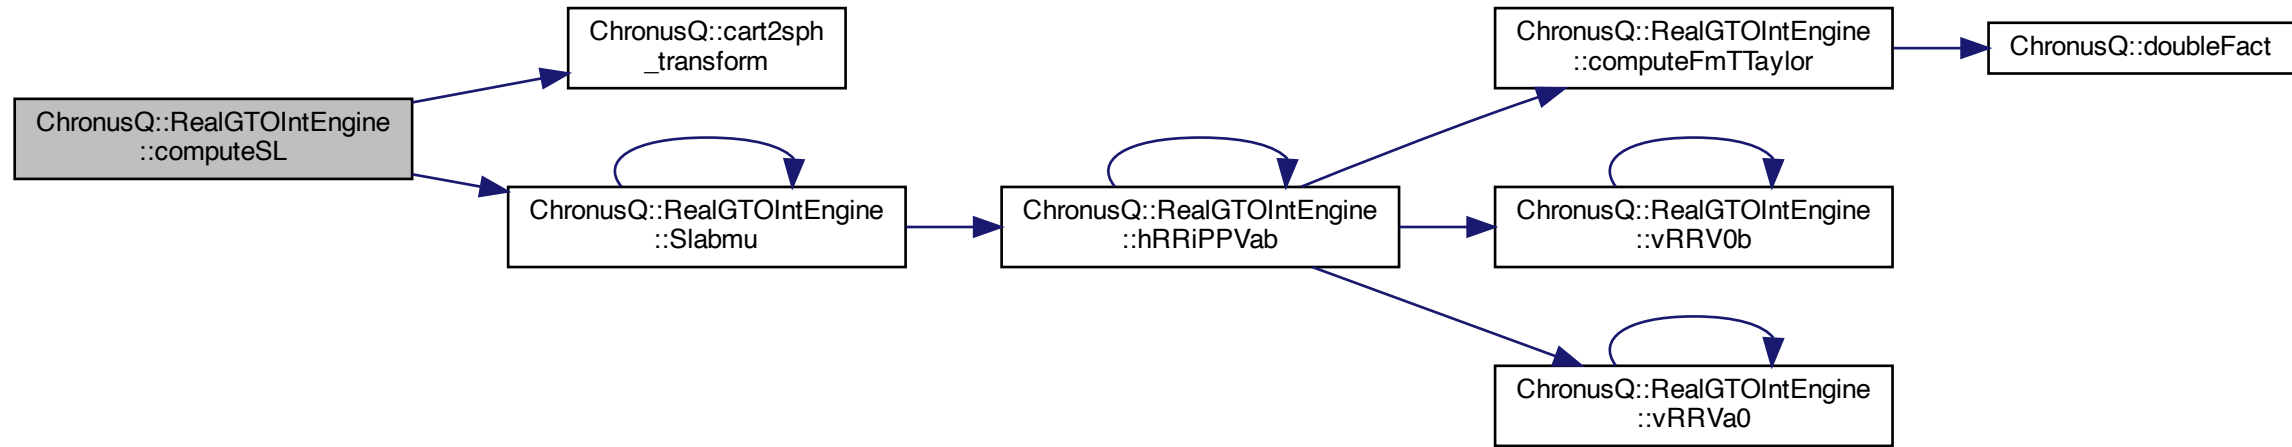 ChronusQ::RealGTOIntEngine
::computeSL
ChronusQ::cart2sph
_transform
ChronusQ::RealGTOIntEngine
::Slabmu
ChronusQ::RealGTOIntEngine
::hRRiPPVab
ChronusQ::RealGTOIntEngine
::computeFmTTaylor
ChronusQ::doubleFact
ChronusQ::RealGTOIntEngine
::vRRV0b
ChronusQ::RealGTOIntEngine
::vRRVa0